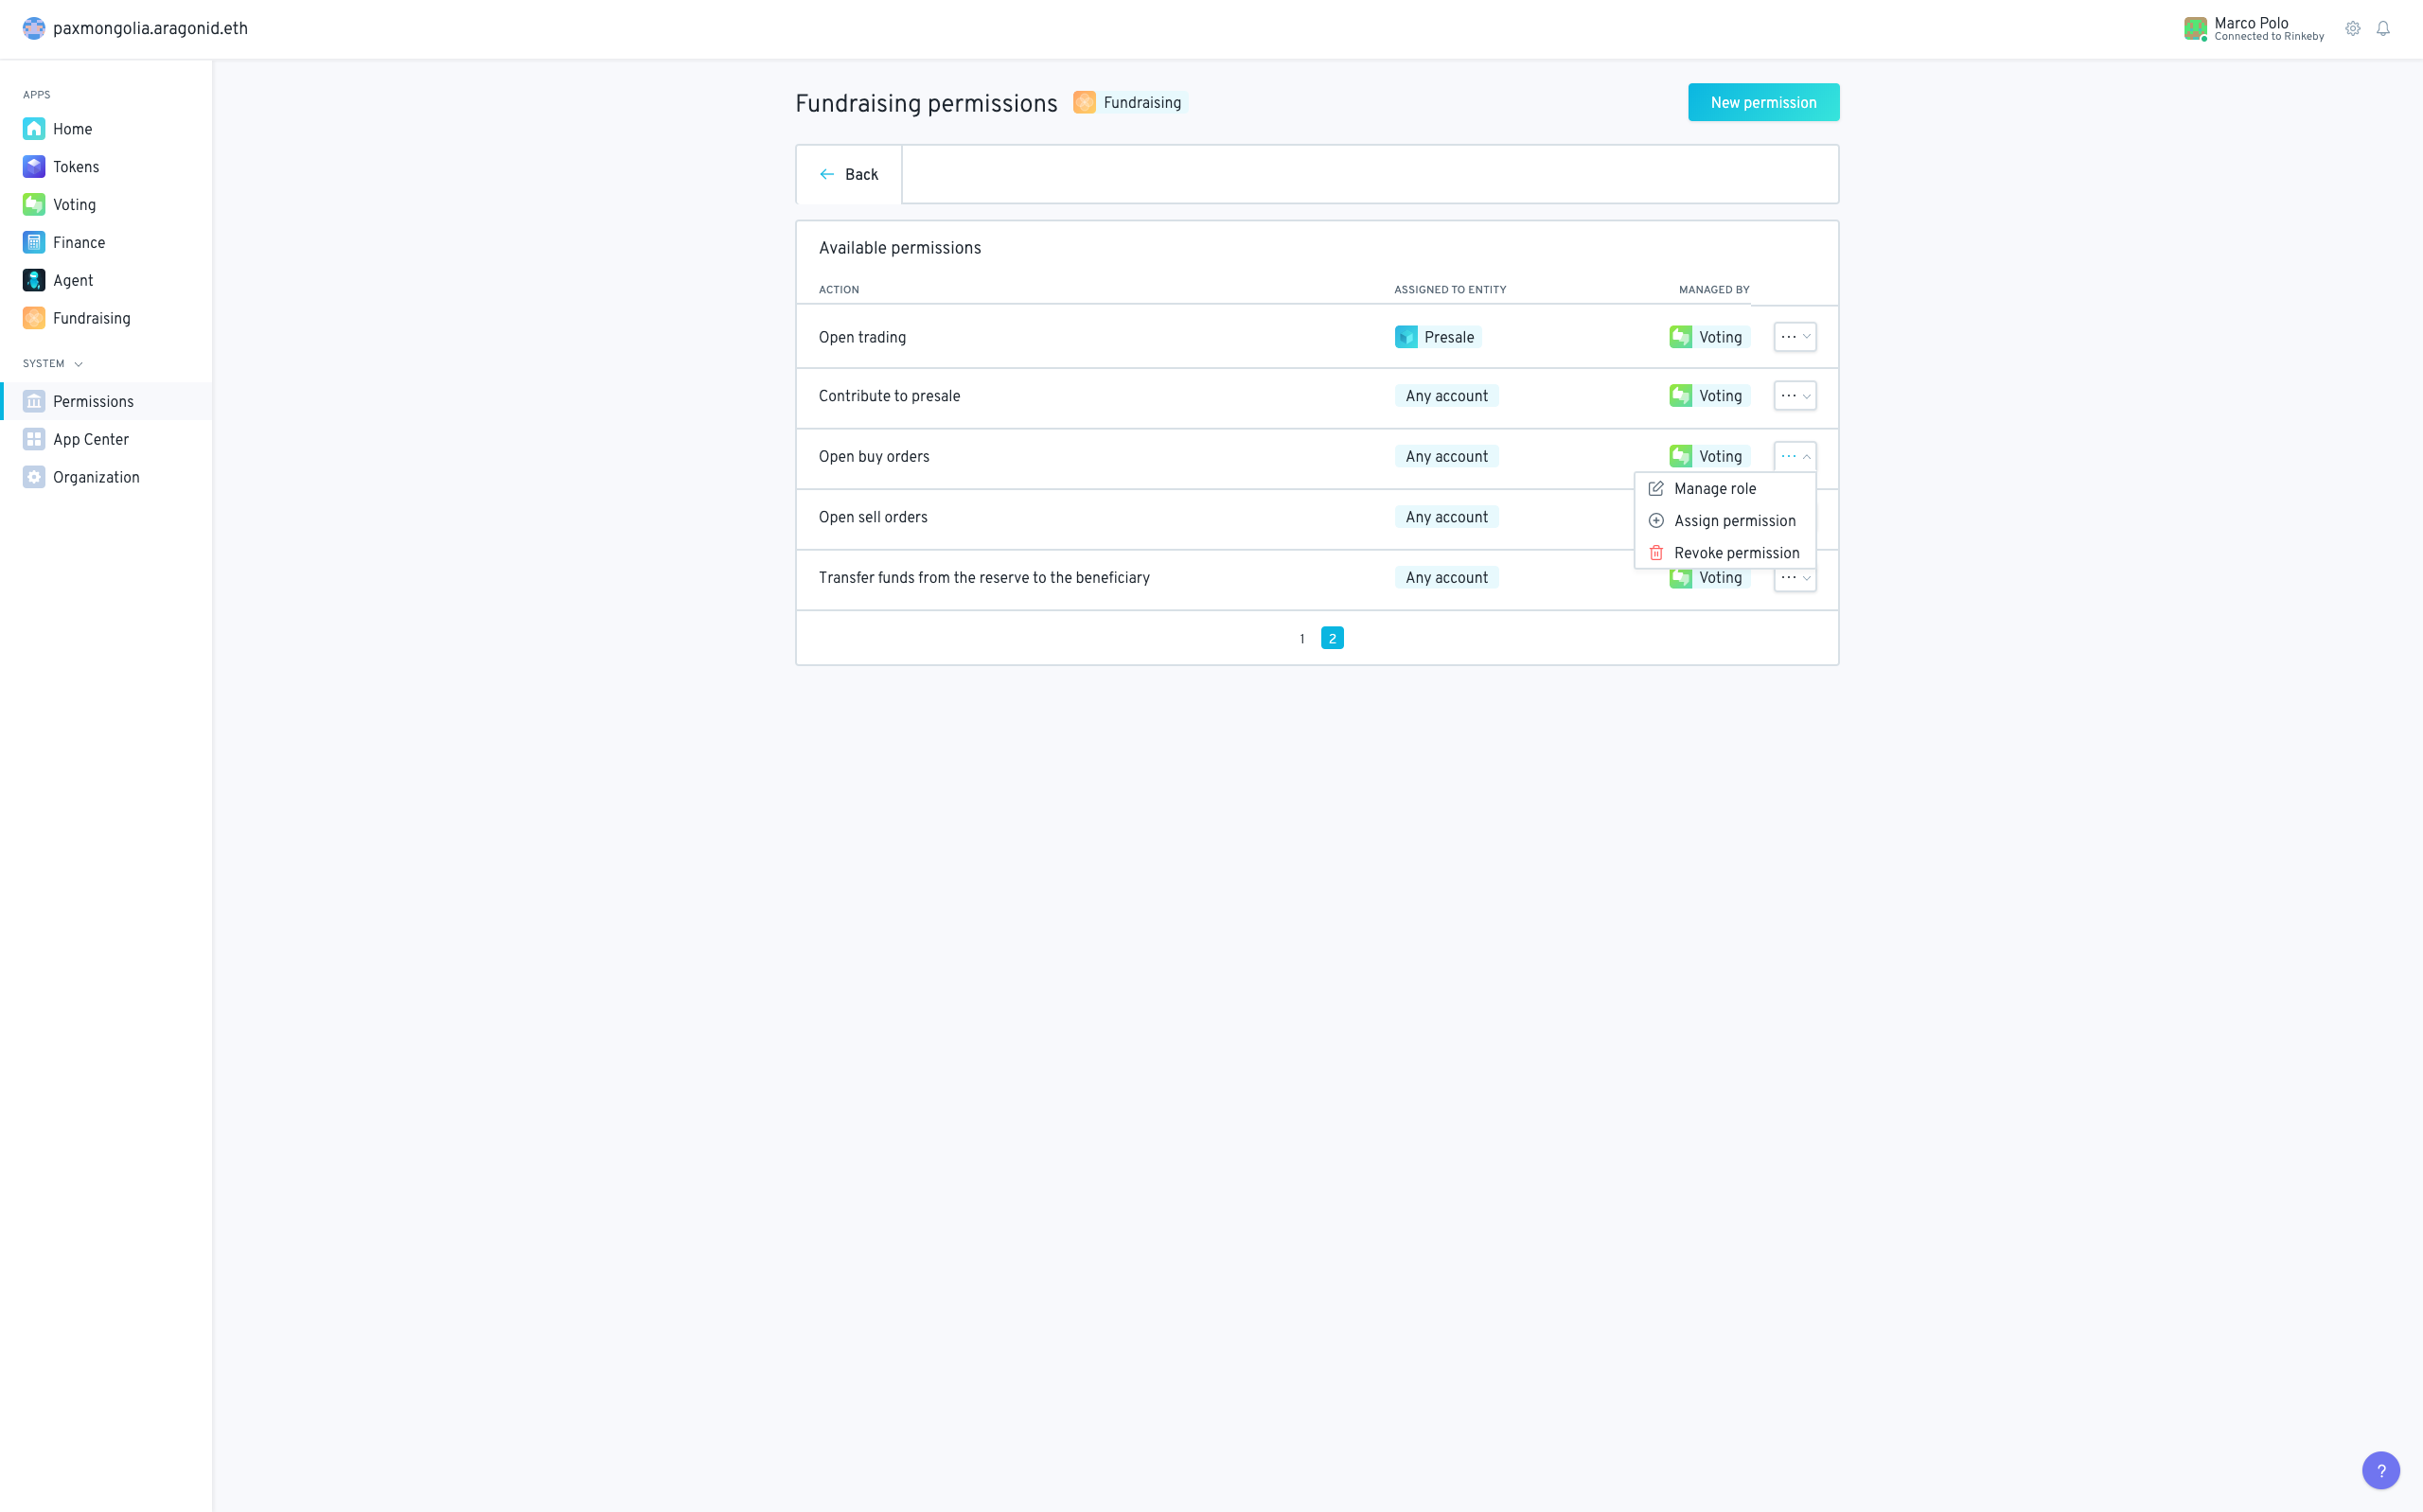 paxmongolia.aragonid.eth
Marco Polo
Connected to Rinkeby
APPS
Home
Tokens
Voting
Finance
Agent
Fundraising
SYSTEM
Permissions
App Center
Organization
Fundraising permissions Fundraising
New permission
Back
Available permissions
ACTION ASSIGNED TO ENTITY MANAGED BY
Open trading Presale Voting
Contribute to presale Any account Voting
Open buy orders Any account Voting
Manage role
Open sell orders Any account
Assign permission
Revoke permission
Transfer funds from the reserve to the beneficiary Any account Voting
1 2
?